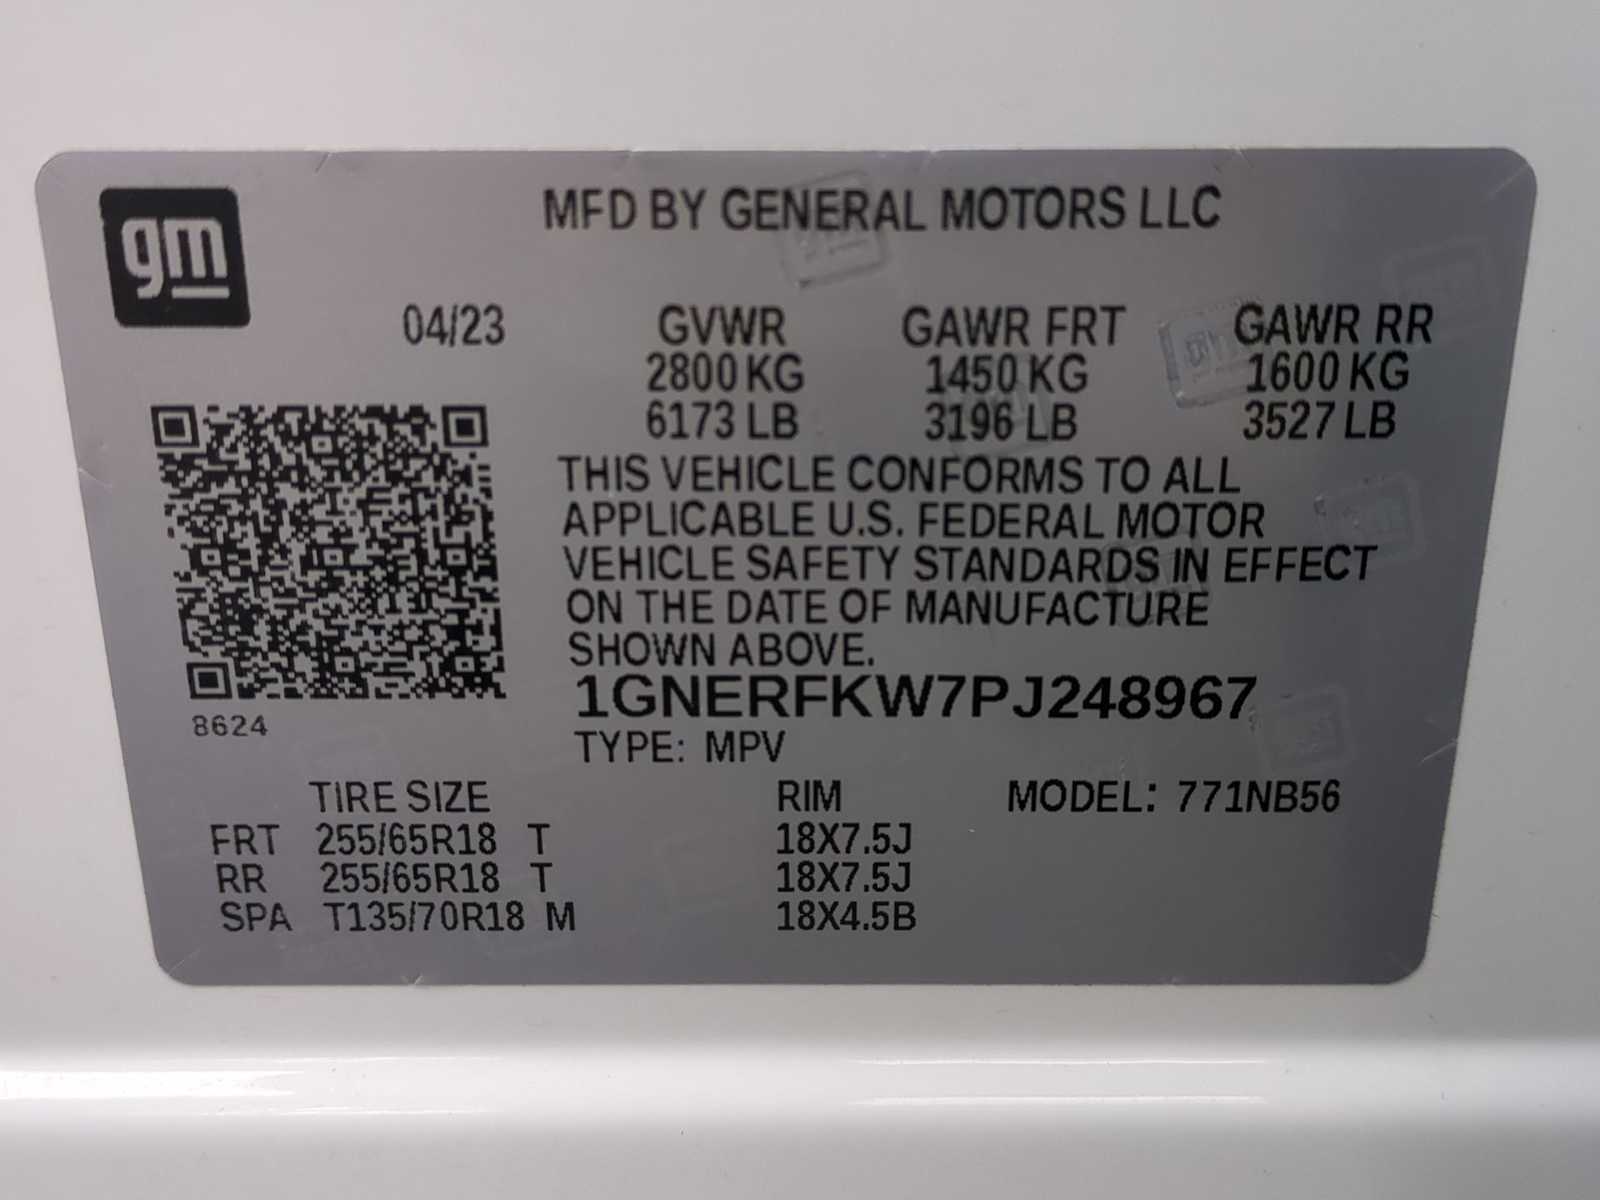 gm
MFD BY GENERAL MOTORS LLC
04/23 GVWR GAWR FRT GAWR RR
2800 KG 1450 KG 1600 KG
6173 LB 3196 LB 3527 LB
THIS VEHICLE CONFORMS TO ALL
APPLICABLE U.S. FEDERAL MOTOR
VEHICLE SAFETY STANDARDS IN EFFECT
ON THE DATE OF MANUFACTURE
SHOWN ABOVE.
1GNERFKW7PJ248967
8624
TYPE: MPV
TIRE SIZE RIM MODEL: 771NB56
FRT 255/65R18 T 18X7.5J
RR 255/65R18 T 18X7.5J
SPA T135/70R18 M 18X4.5B